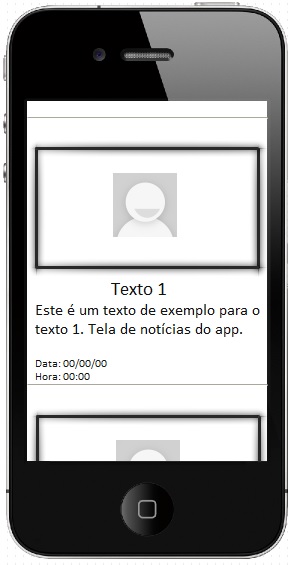 Texto 1
Este é um texto de exemplo para o
texto 1. Tela de notícias do app.
Data: 00/00/00
Hora: 00:00